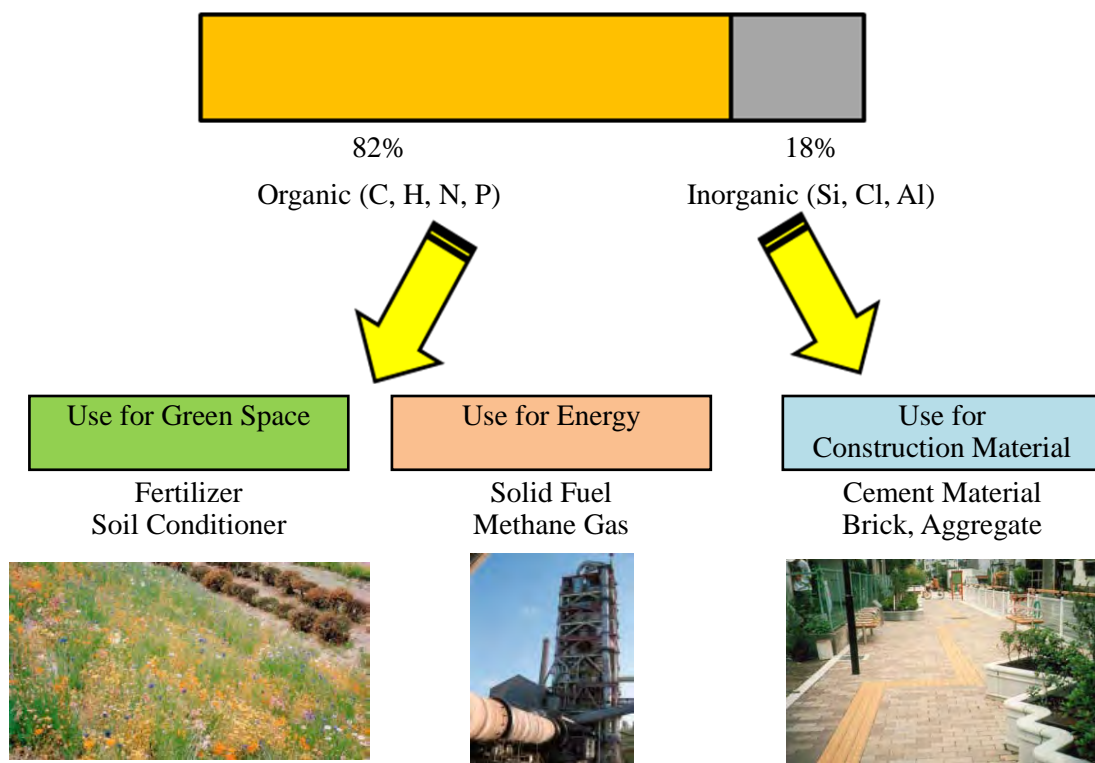 82%
18%
Organic (C, H, N, P)
Inorganic (Si, Cl, Al)
Use for Green Space
Use for Energy
Use for
Construction Material
Fertilizer
Soil Conditioner
Solid Fuel
Methane Gas
Cement Material
Brick, Aggregate